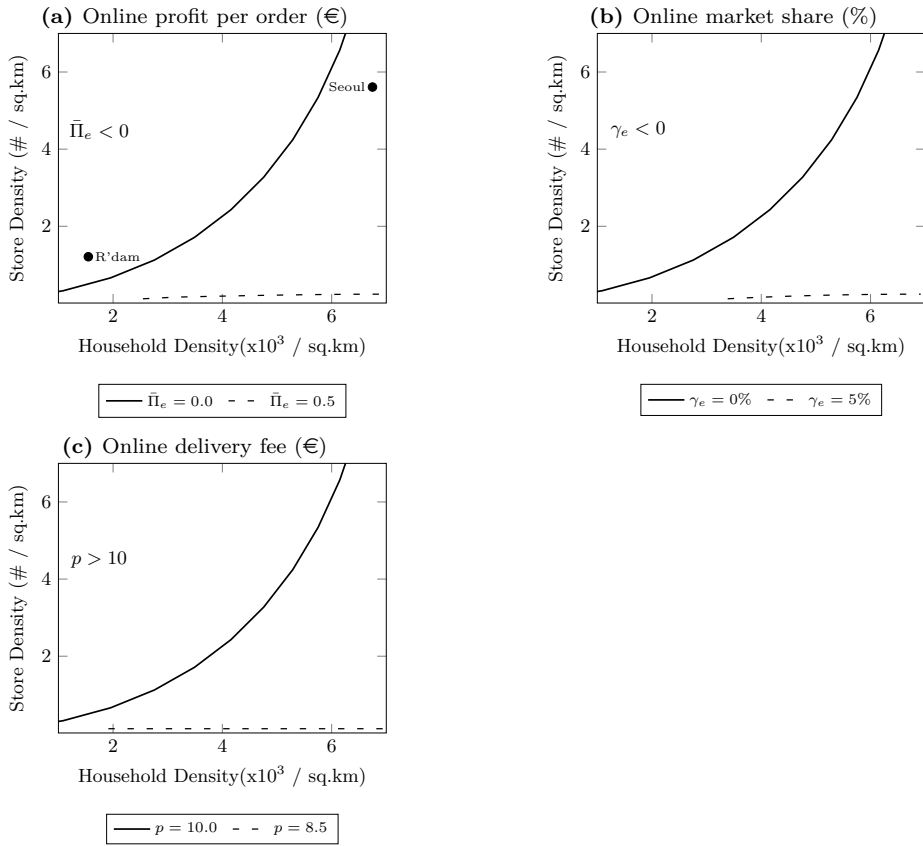 (a) Online profit per order (€)
Store Density (# / sq.km)
6
4
2
Seoul
Π̄ₑ < 0
R'dam
2 4 6
Household Density(x10³ / sq.km)
Π̄ₑ = 0.0 Π̄ₑ = 0.5
(b) Online market share (%)
Store Density (# / sq.km)
6
4
2
γₑ < 0
2 4 6
Household Density(x10³ / sq.km)
γₑ = 0% γₑ = 5%
(c) Online delivery fee (€)
Store Density (# / sq.km)
6
4
2
p > 10
2 4 6
Household Density(x10³ / sq.km)
p = 10.0 p = 8.5